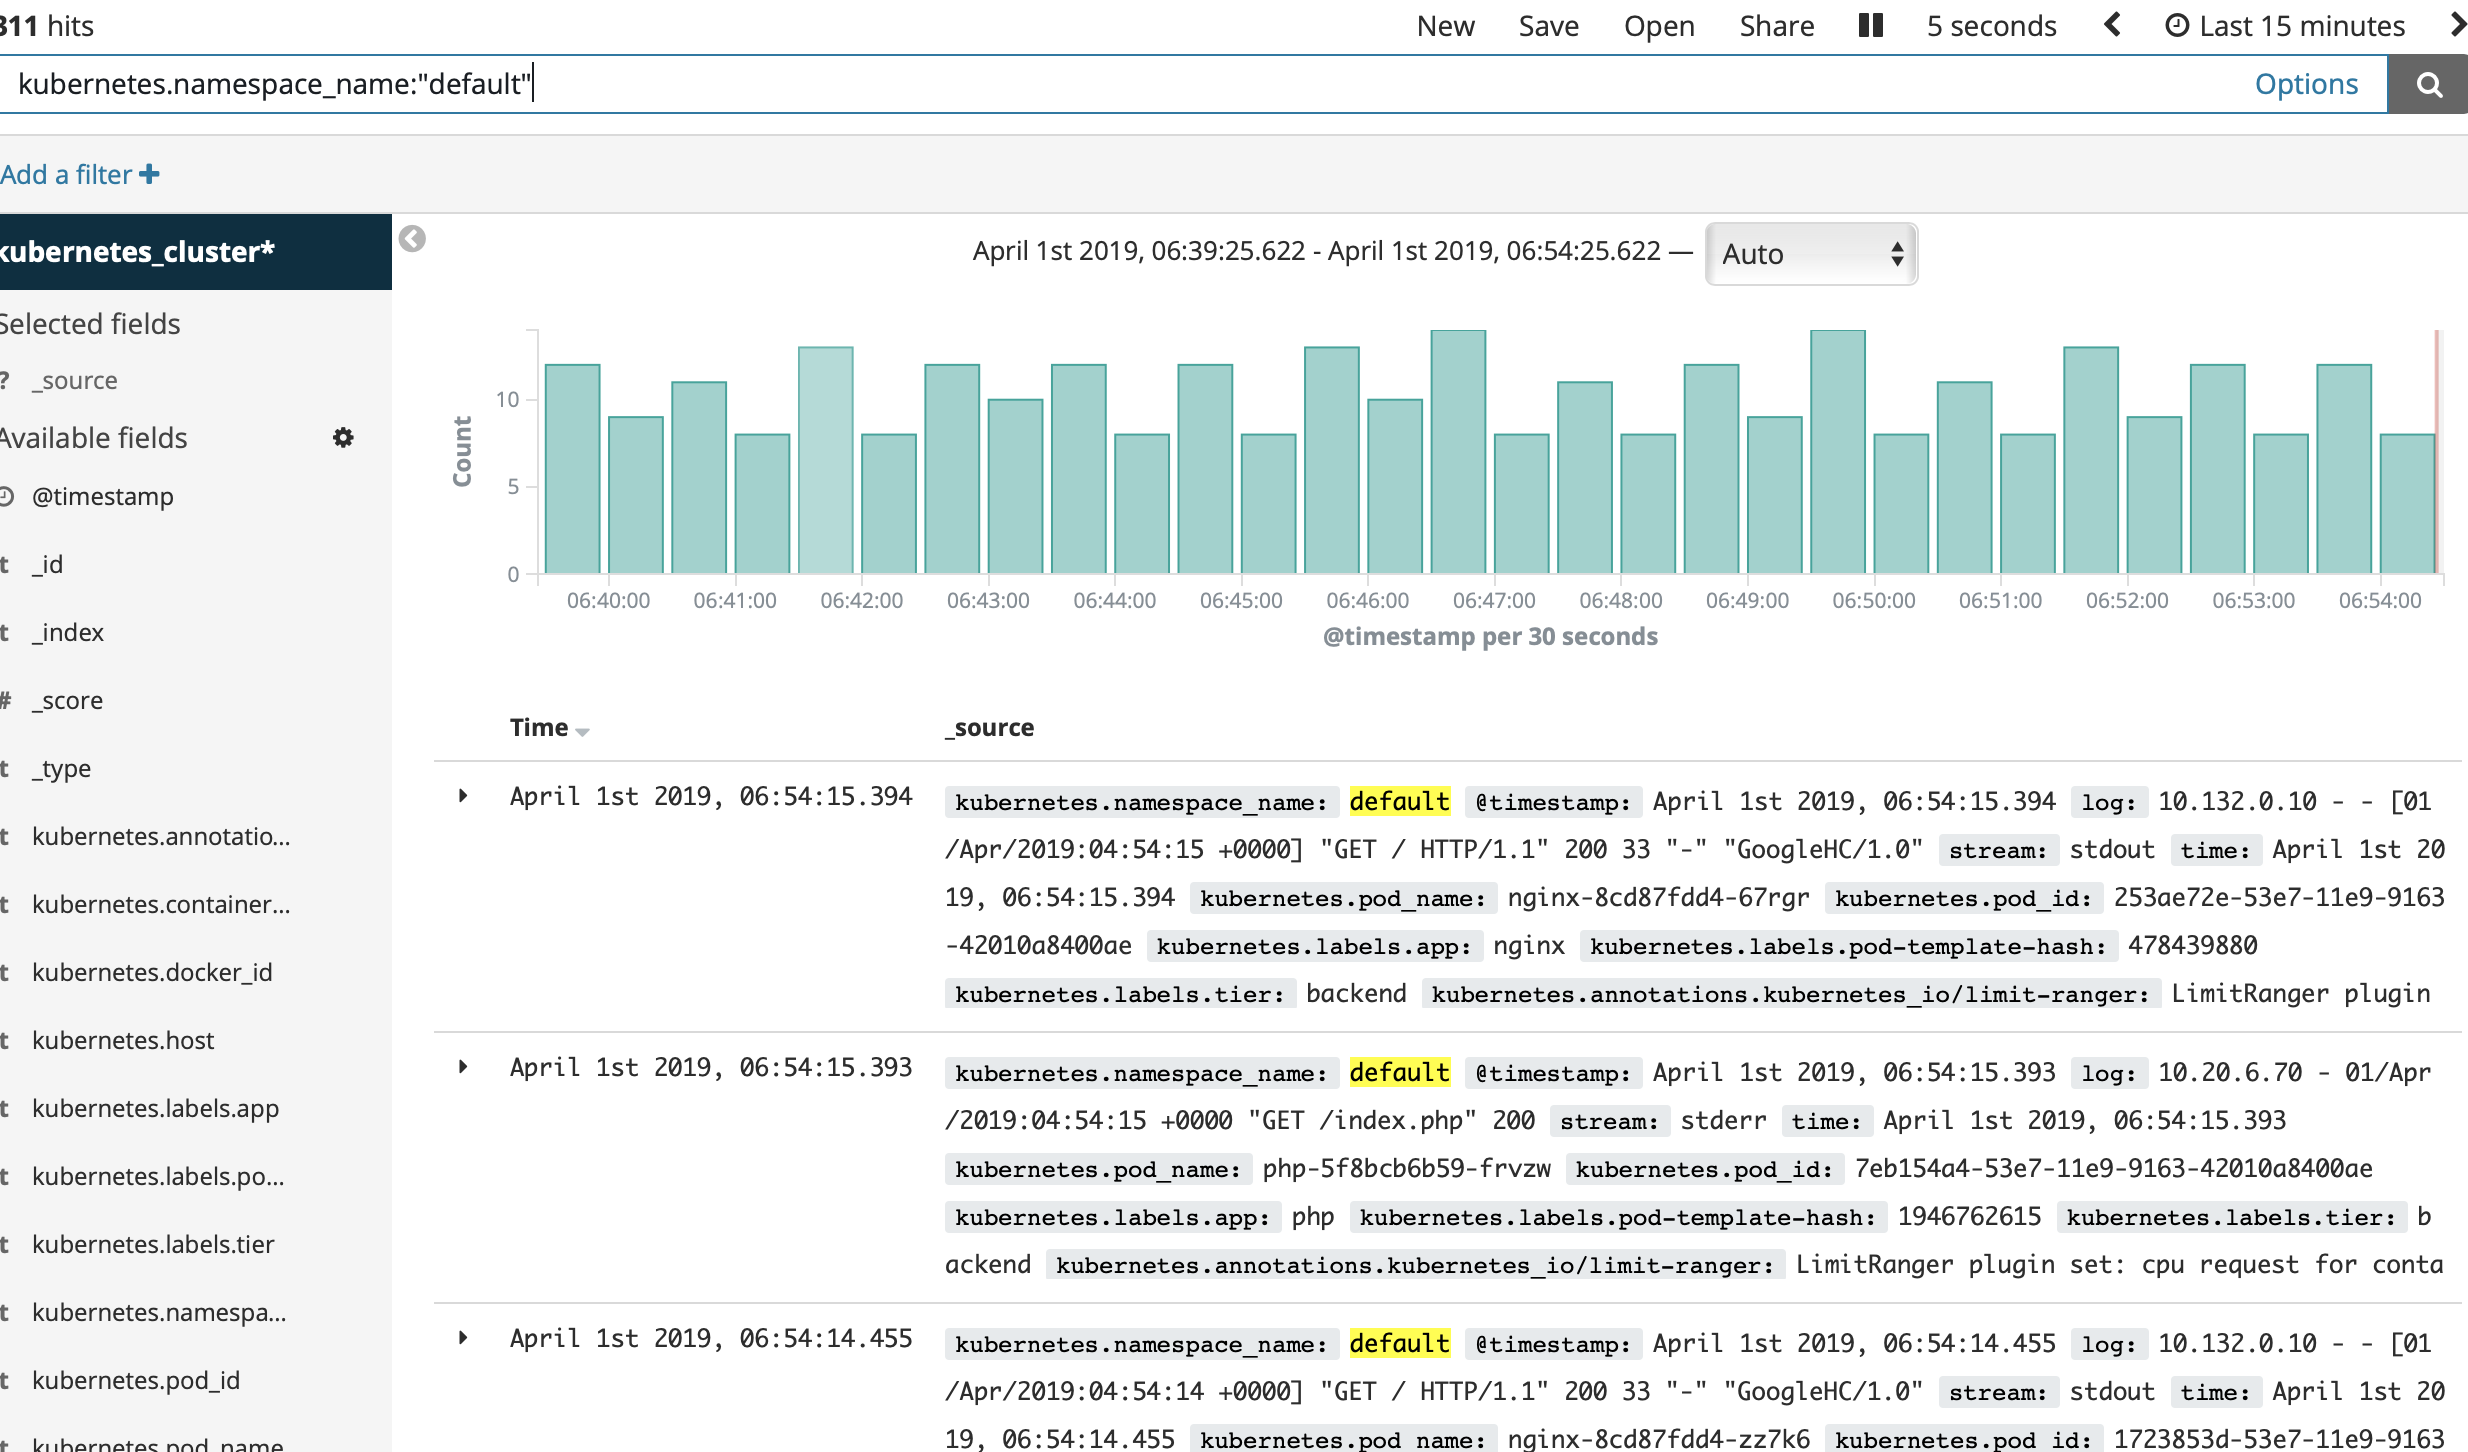 311 hits
New Save Open Share 5 seconds Last 15 minutes
kubernetes.namespace_name:"default"
Options
Add a filter
kubernetes_cluster*
Selected fields
? _source
Available fields
@timestamp
t _id
t _index
# _score
t _type
t kubernetes.annotatio...
t kubernetes.container...
t kubernetes.docker_id
t kubernetes.host
t kubernetes.labels.app
t kubernetes.labels.po...
t kubernetes.labels.tier
t kubernetes.namespa...
t kubernetes.pod_id
t kubernetes.pod_name
April 1st 2019, 06:39:25.622 - April 1st 2019, 06:54:25.622 — Auto
Count
10
5
0
06:40:00 06:41:00 06:42:00 06:43:00 06:44:00 06:45:00 06:46:00 06:47:00 06:48:00 06:49:00 06:50:00 06:51:00 06:52:00 06:53:00 06:54:00
@timestamp per 30 seconds
Time _source
April 1st 2019, 06:54:15.394
kubernetes.namespace_name: default @timestamp: April 1st 2019, 06:54:15.394 log: 10.132.0.10 - - [01
/Apr/2019:04:54:15 +0000] "GET / HTTP/1.1" 200 33 "-" "GoogleHC/1.0" stream: stdout time: April 1st 20
19, 06:54:15.394 kubernetes.pod_name: nginx-8cd87fdd4-67rgr kubernetes.pod_id: 253ae72e-53e7-11e9-9163
-42010a8400ae kubernetes.labels.app: nginx kubernetes.labels.pod-template-hash: 478439880
kubernetes.labels.tier: backend kubernetes.annotations.kubernetes_io/limit-ranger: LimitRanger plugin
April 1st 2019, 06:54:15.393
kubernetes.namespace_name: default @timestamp: April 1st 2019, 06:54:15.393 log: 10.20.6.70 - 01/Apr
/2019:04:54:15 +0000 "GET /index.php" 200 stream: stderr time: April 1st 2019, 06:54:15.393
kubernetes.pod_name: php-5f8bcb6b59-frvzw kubernetes.pod_id: 7eb154a4-53e7-11e9-9163-42010a8400ae
kubernetes.labels.app: php kubernetes.labels.pod-template-hash: 1946762615 kubernetes.labels.tier: b
ackend kubernetes.annotations.kubernetes_io/limit-ranger: LimitRanger plugin set: cpu request for conta
April 1st 2019, 06:54:14.455
kubernetes.namespace_name: default @timestamp: April 1st 2019, 06:54:14.455 log: 10.132.0.10 - - [01
/Apr/2019:04:54:14 +0000] "GET / HTTP/1.1" 200 33 "-" "GoogleHC/1.0" stream: stdout time: April 1st 20
19, 06:54:14.455 kubernetes.pod_name: nginx-8cd87fdd4-zz7k6 kubernetes.pod_id: 1723853d-53e7-11e9-9163